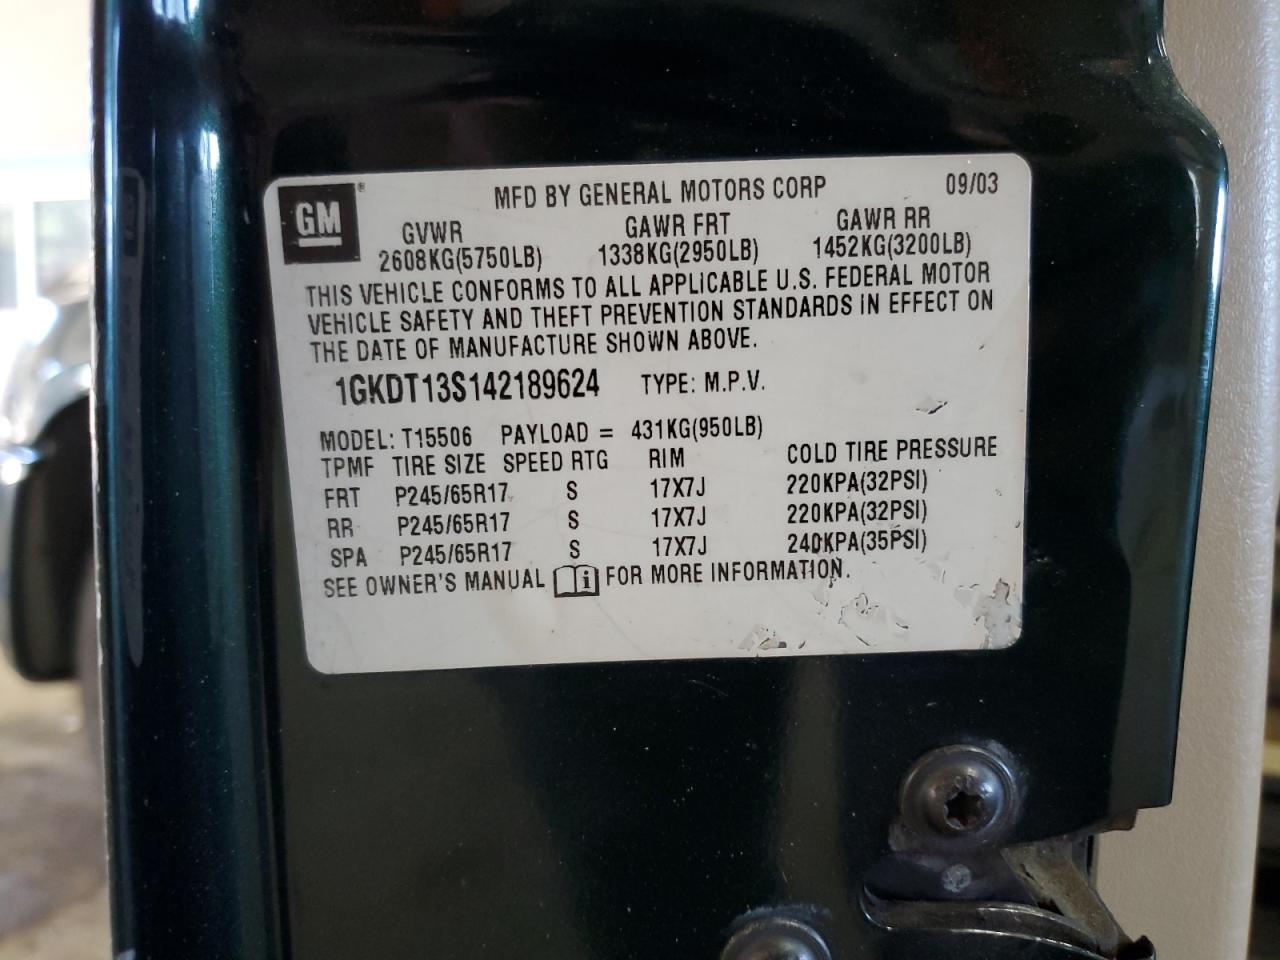 GM ® MFD BY GENERAL MOTORS CORP 09/03
GVWR GAWR FRT GAWR RR
2608KG(5750LB) 1338KG(2950LB) 1452KG(3200LB)
THIS VEHICLE CONFORMS TO ALL APPLICABLE U.S. FEDERAL MOTOR
VEHICLE SAFETY AND THEFT PREVENTION STANDARDS IN EFFECT ON
THE DATE OF MANUFACTURE SHOWN ABOVE.
1GKDT13S142189624 TYPE: M.P.V.
MODEL: T15506 PAYLOAD = 431KG(950LB)
TPMF TIRE SIZE SPEED RTG RIM COLD TIRE PRESSURE
FRT P245/65R17 S 17X7J 220KPA(32PSI)
RR P245/65R17 S 17X7J 220KPA(32PSI)
SPA P245/65R17 S 17X7J 240KPA(35PSI)
SEE OWNER'S MANUAL i FOR MORE INFORMATION.